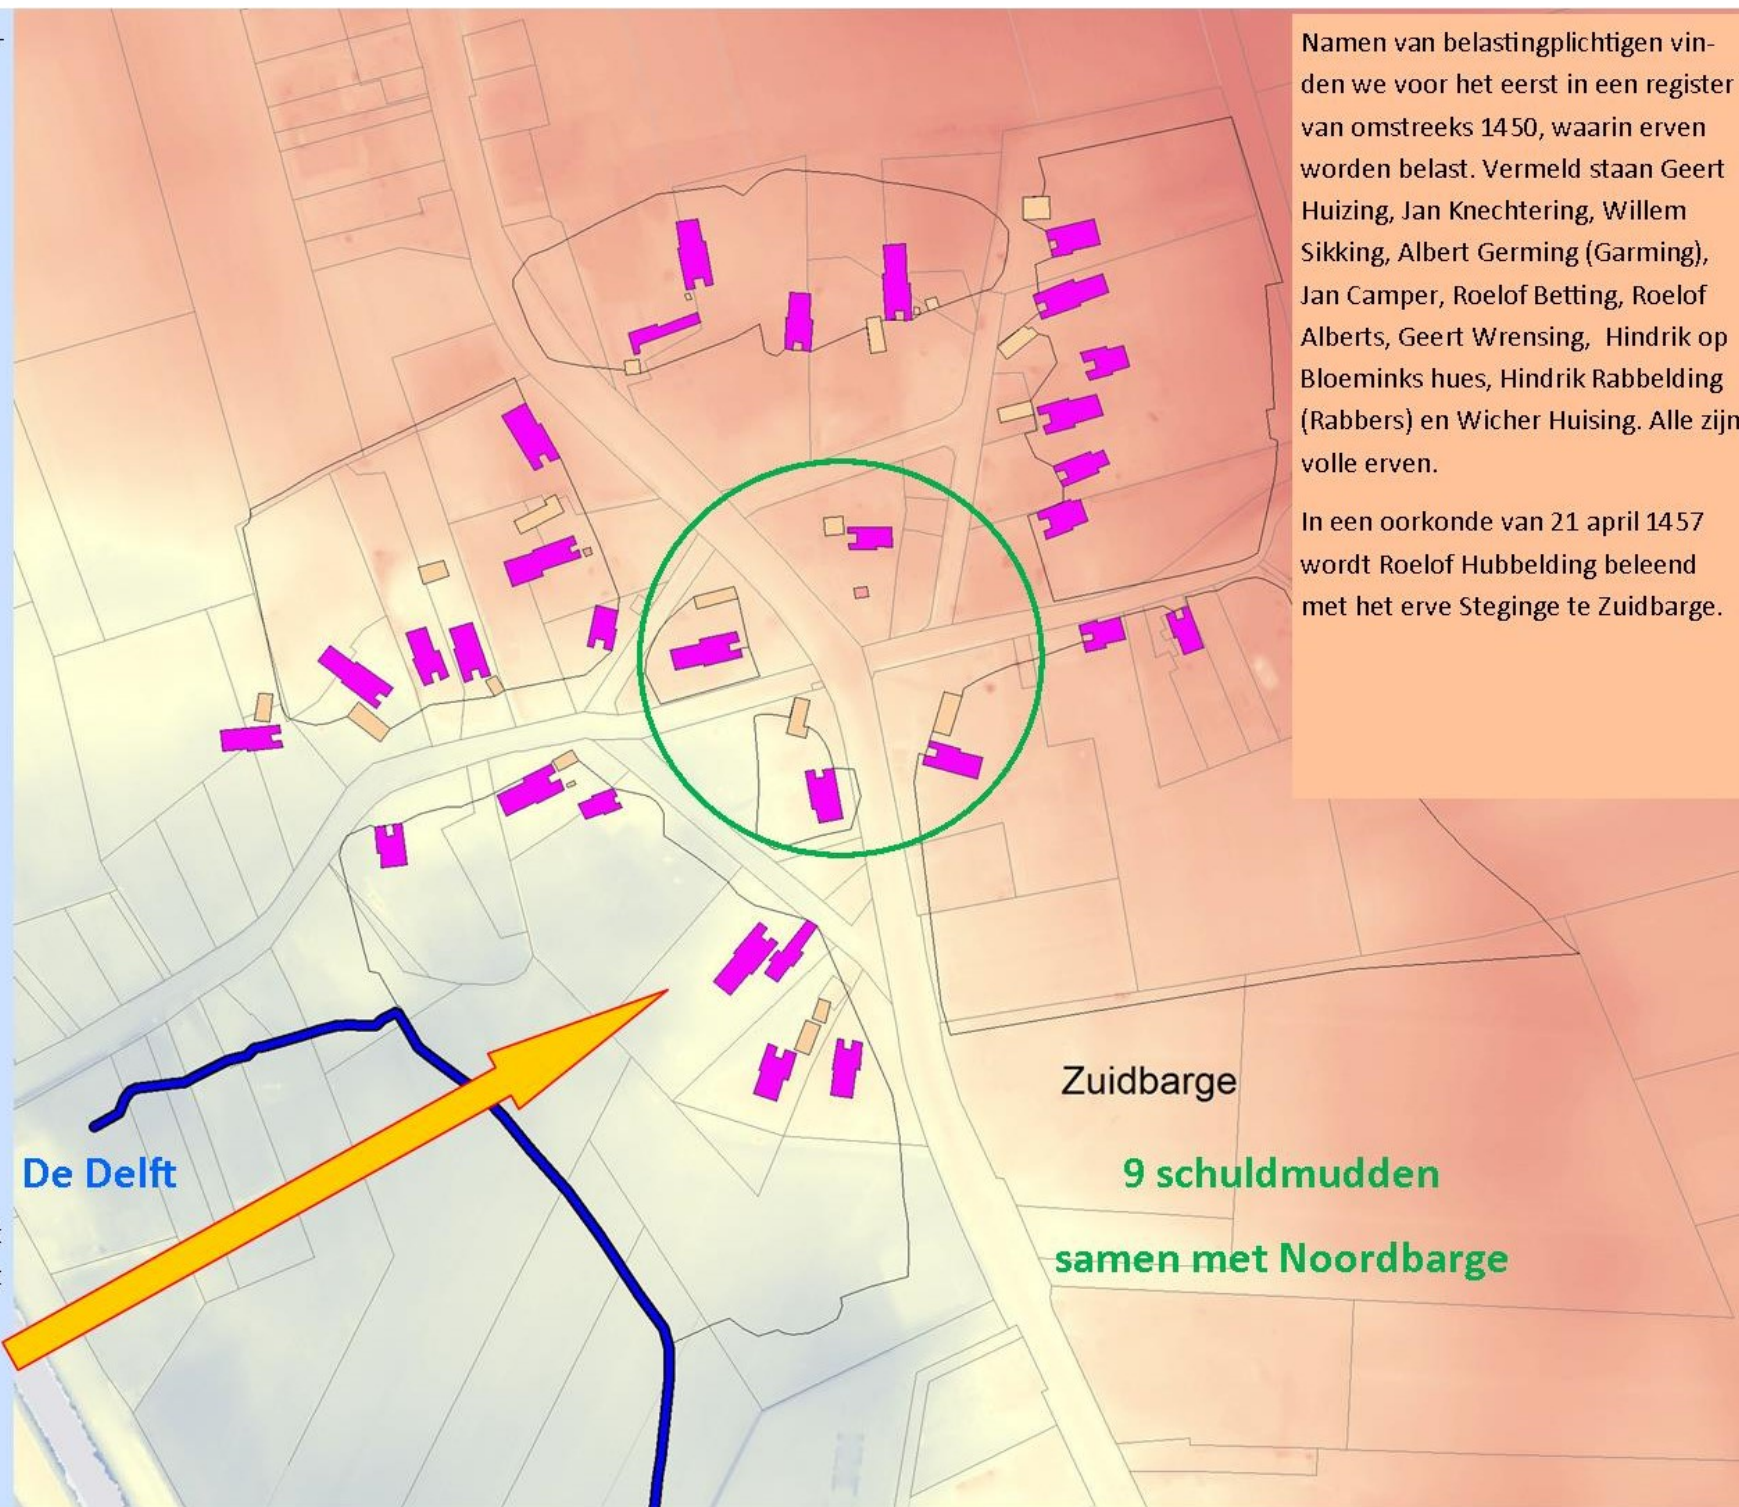 Namen van belastingplichtigen vin-
den we voor het eerst in een register
van omstreeks 1450, waarin erven
worden belast. Vermeld staan Geert
Huizing, Jan Knechtering, Willem
Sikking, Albert Germing (Garming),
Jan Camper, Roelof Betting, Roelof
Alberts, Geert Wrensing, Hindrik op
Bloeminks hues, Hindrik Rabbelding
(Rabbers) en Wicher Huising. Alle zijn
volle erven.
In een oorkonde van 21 april 1457
wordt Roelof Hubbelding beleend
met het erve Steginge te Zuidbarge.
Zuidbarge
De Delft
9 schuldmudden
samen met Noordbarge